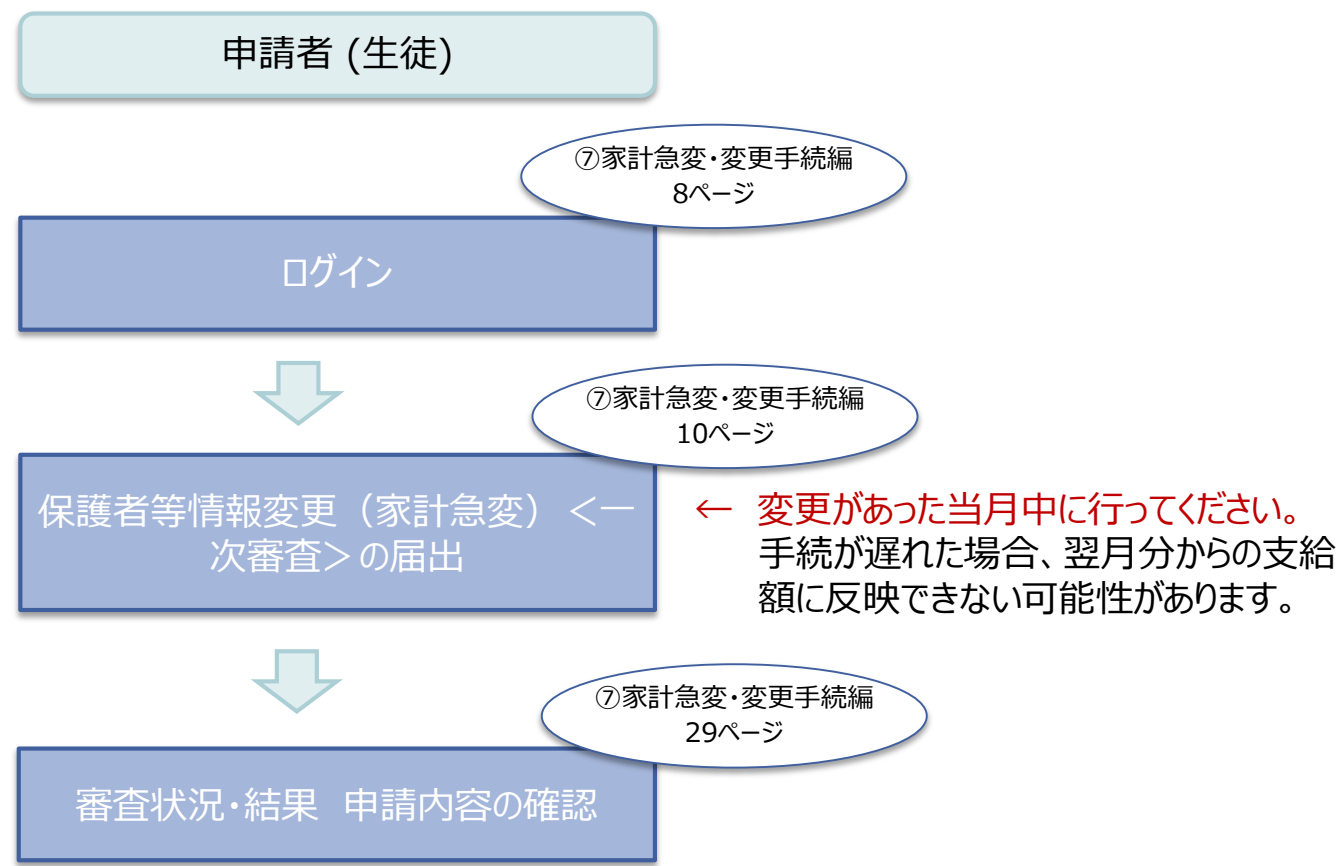 申請者 (生徒)
⑦家計急変・変更手続編
8ページ
ログイン
⑦家計急変・変更手続編
10ページ
保護者等情報変更（家計急変）＜一
次審査＞の届出
← 変更があった当月中に行ってください。
手続が遅れた場合、翌月分からの支給
額に反映できない可能性があります。
⑦家計急変・変更手続編
29ページ
審査状況・結果　申請内容の確認